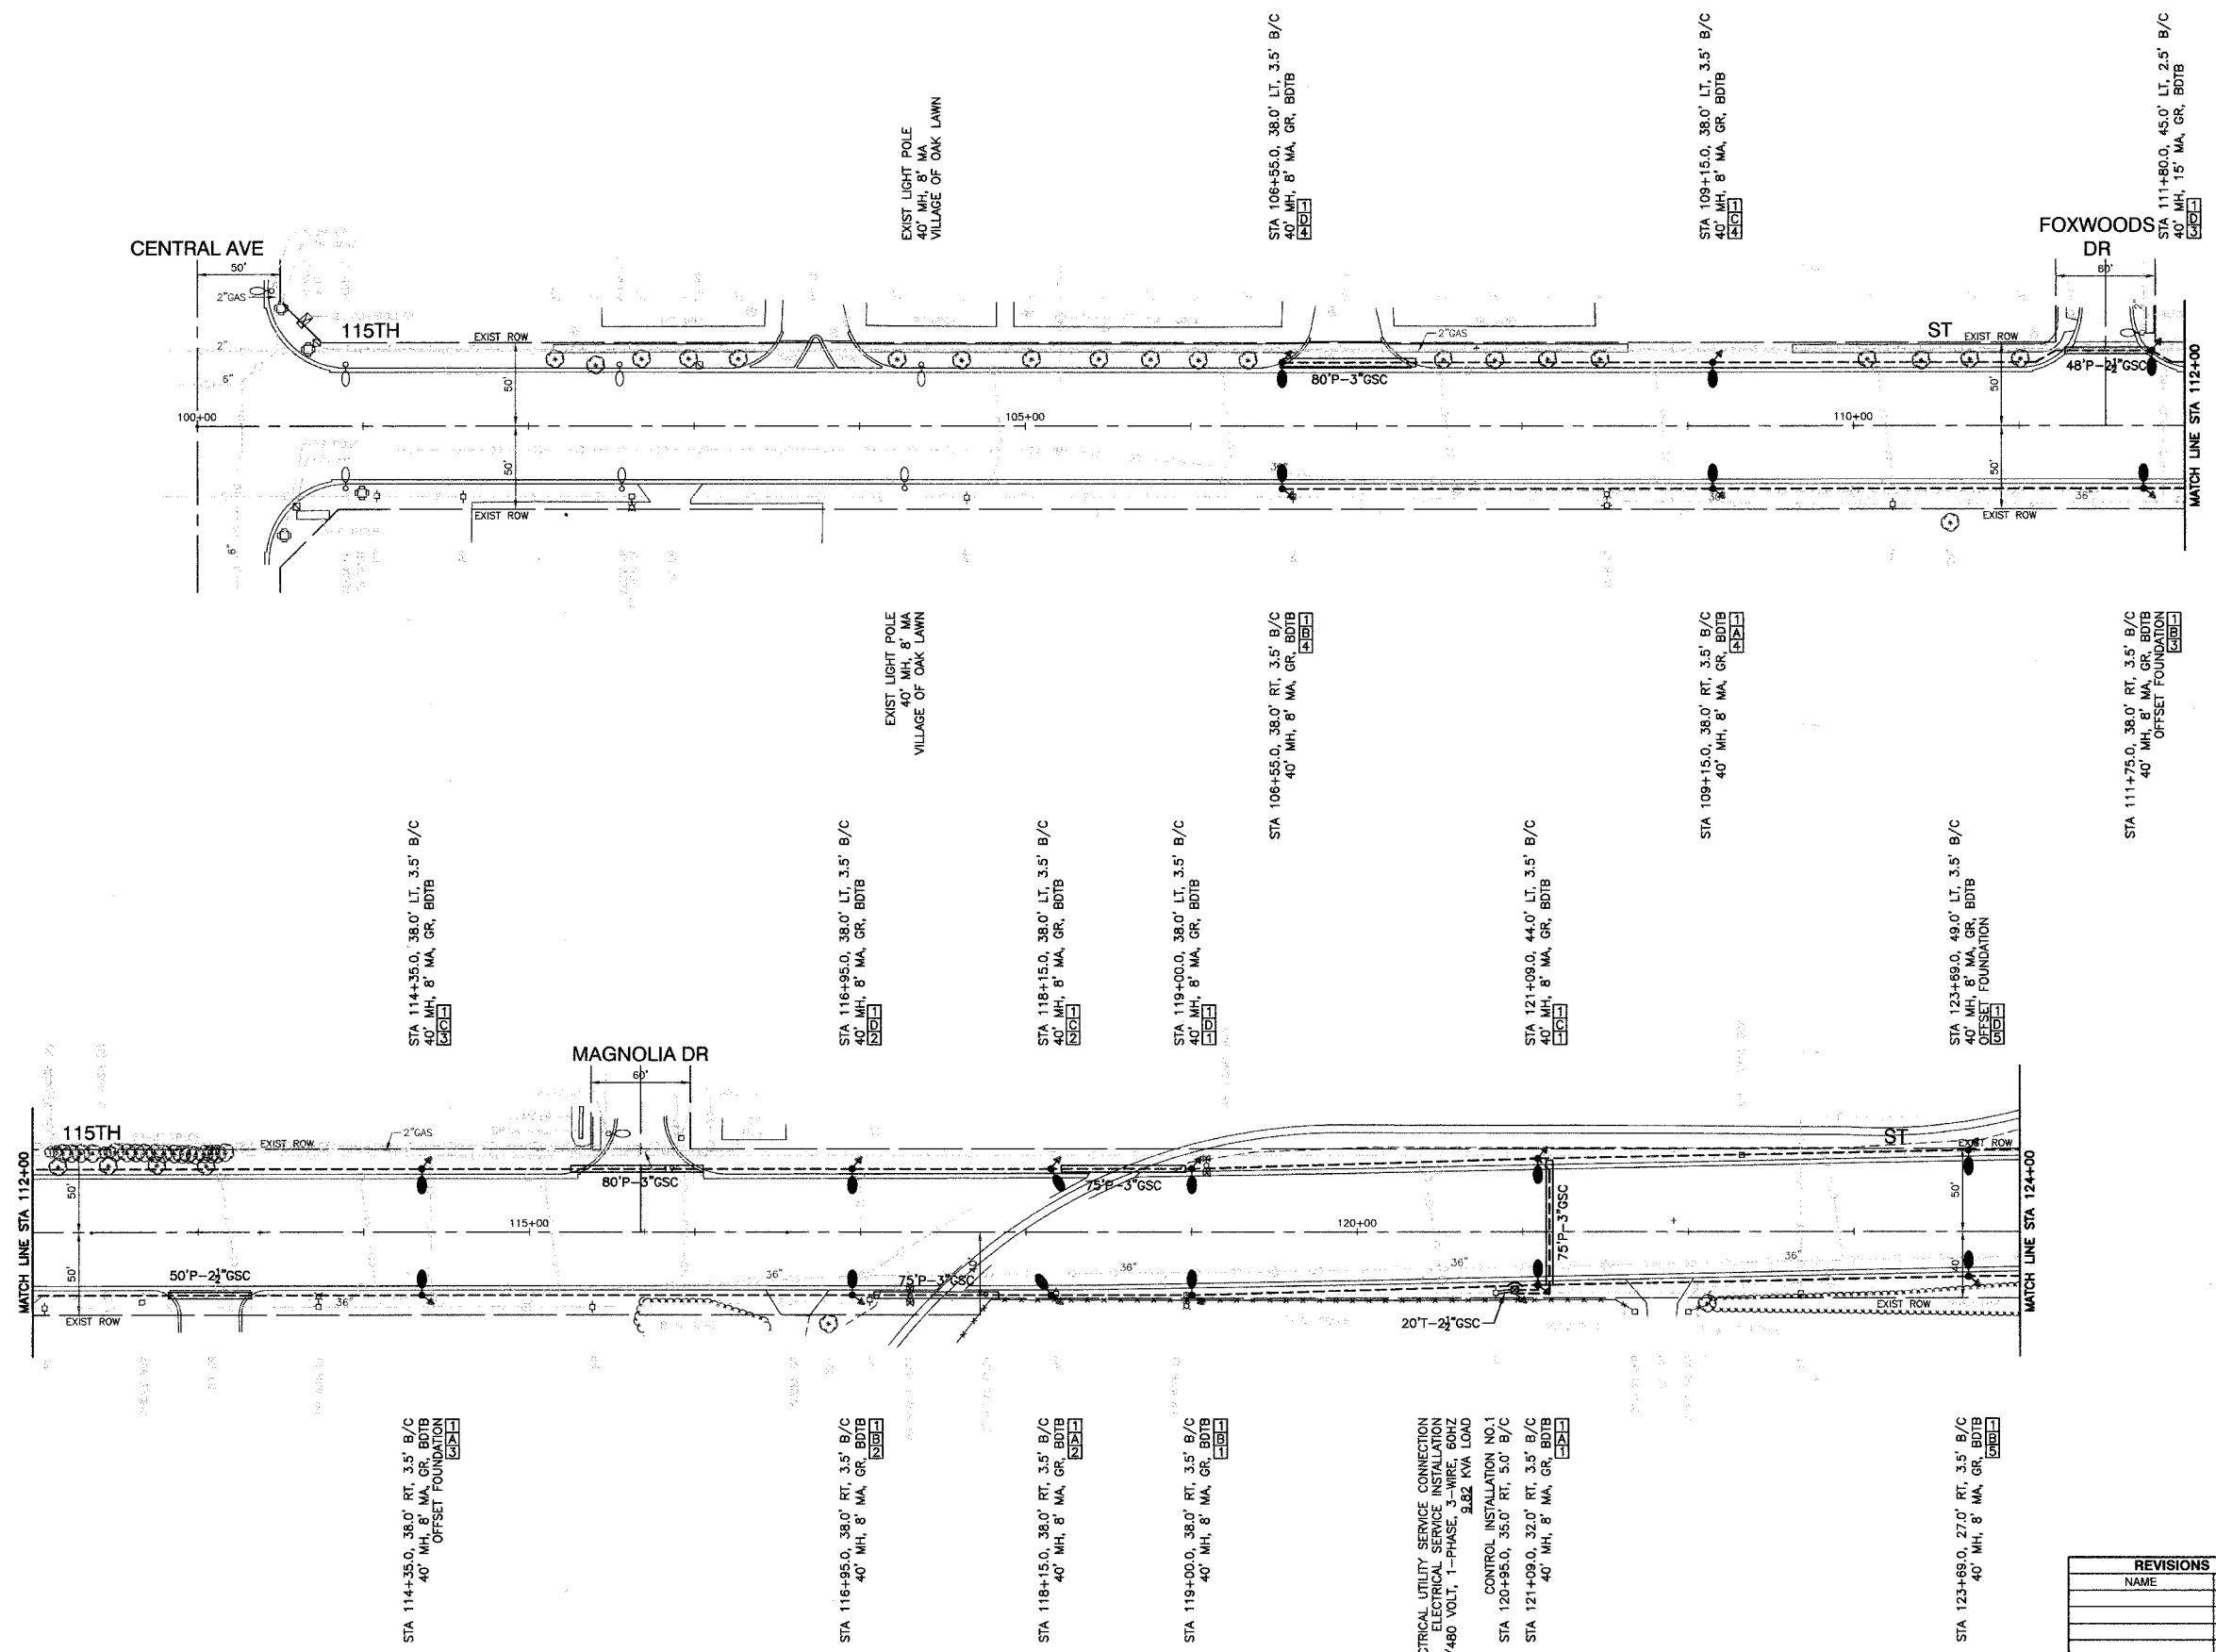 EXIST LIGHT POLE
40' MH, 8' MA
VILLAGE OF OAK LAWN
STA 106+55.0, 38.0' LT, 3.5' B/C
40' MH, 8' MA, GR, BDTB
1
D
4
STA 109+15.0, 38.0' LT, 3.5' B/C
40' MH, 8' MA, GR, BDTB
1
C
4
STA 111+80.0, 45.0' LT, 2.5' B/C
40' MH, 15' MA, GR, BDTB
1
D
3
CENTRAL AVE
50'
2"GAS
2"
6"
115TH
EXIST ROW
50'
2"GAS
ST
EXIST ROW
FOXWOODS
DR
60'
2"
80'P-3"GSC
48'P-2½"GSC
50'
MATCH LINE STA 112+00
100+00
105+00
110+00
50'
50'
36"
36"
36"
6"
EXIST ROW
EXIST ROW
EXIST LIGHT POLE
40' MH, 8' MA
VILLAGE OF OAK LAWN
STA 106+55.0, 38.0' RT, 3.5' B/C
40' MH, 8' MA, GR, BDTB
1
B
4
STA 109+15.0, 38.0' RT, 3.5' B/C
40' MH, 8' MA, GR, BDTB
1
A
4
STA 111+75.0, 38.0' RT, 3.5' B/C
40' MH, 8' MA, GR, BDTB
OFFSET FOUNDATION
1
B
3
STA 114+35.0, 38.0' LT, 3.5' B/C
40' MH, 8' MA, GR, BDTB
1
C
3
STA 116+95.0, 38.0' LT, 3.5' B/C
40' MH, 8' MA, GR, BDTB
1
D
2
STA 118+15.0, 38.0' LT, 3.5' B/C
40' MH, 8' MA, GR, BDTB
1
C
2
STA 119+00.0, 38.0' LT, 3.5' B/C
40' MH, 8' MA, GR, BDTB
1
D
1
STA 121+09.0, 44.0' LT, 3.5' B/C
40' MH, 8' MA, GR, BDTB
1
C
1
STA 123+69.0, 49.0' LT, 3.5' B/C
40' MH, 8' MA, GR, BDTB
OFFSET FOUNDATION
1
D
5
MAGNOLIA DR
60'
115TH
EXIST ROW
2"GAS
ST
EXIST ROW
MATCH LINE STA 112+00
50'
80'P-3"GSC
75'P-3"GSC
75'P-3"GSC
50'
MATCH LINE STA 124+00
115+00
120+00
50'
50'P-2½"GSC
36"
36"
75'P-3"GSC
40'
36"
36"
36"
40'
EXIST ROW
20'T-2½"GSC
EXIST ROW
STA 114+35.0, 38.0' RT, 3.5' B/C
40' MH, 8' MA, GR, BDTB
OFFSET FOUNDATION
1
A
3
STA 116+95.0, 38.0' RT, 3.5' B/C
40' MH, 8' MA, GR, BDTB
1
B
2
STA 118+15.0, 38.0' RT, 3.5' B/C
40' MH, 8' MA, GR, BDTB
1
A
2
STA 119+00.0, 38.0' RT, 3.5' B/C
40' MH, 8' MA, GR, BDTB
1
B
1
CTRICAL UTILITY SERVICE CONNECTION
ELECTRICAL SERVICE INSTALLATION
/480 VOLT, 1-PHASE, 3-WIRE, 60HZ
9.82 KVA LOAD
CONTROL INSTALLATION NO.1
STA 120+95.0, 35.0' RT, 5.0' B/C
STA 121+09.0, 32.0' RT, 3.5' B/C
40' MH, 8' MA, GR, BDTB
1
A
1
STA 123+69.0, 27.0' RT, 3.5' B/C
40' MH, 8' MA, GR, BDTB
1
B
5
REVISIONS
NAME